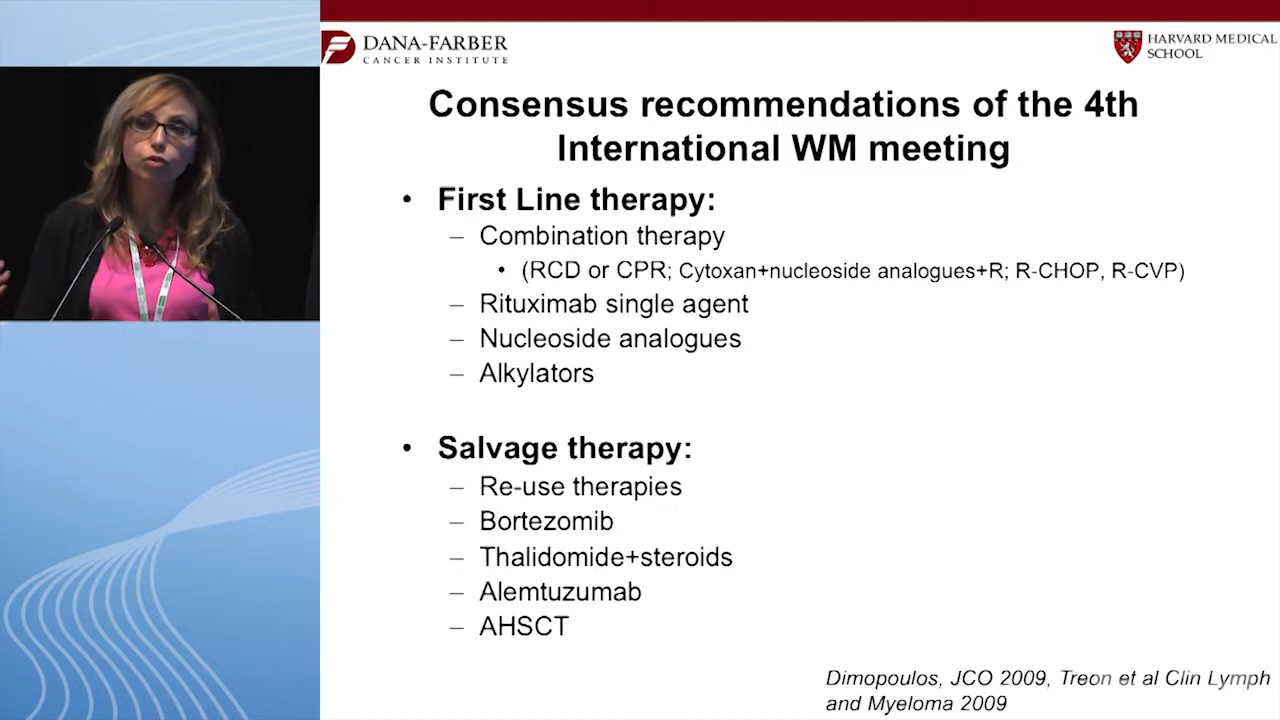 DANA-FARBER
CANCER INSTITUTE
HARVARD MEDICAL
SCHOOL
Consensus recommendations of the 4th
International WM meeting
• First Line therapy:
– Combination therapy
• (RCD or CPR; Cytoxan+nucleoside analogues+R; R-CHOP, R-CVP)
– Rituximab single agent
– Nucleoside analogues
– Alkylators
• Salvage therapy:
– Re-use therapies
– Bortezomib
– Thalidomide+steroids
– Alemtuzumab
– AHSCT
Dimopoulos, JCO 2009, Treon et al Clin Lymph
and Myeloma 2009